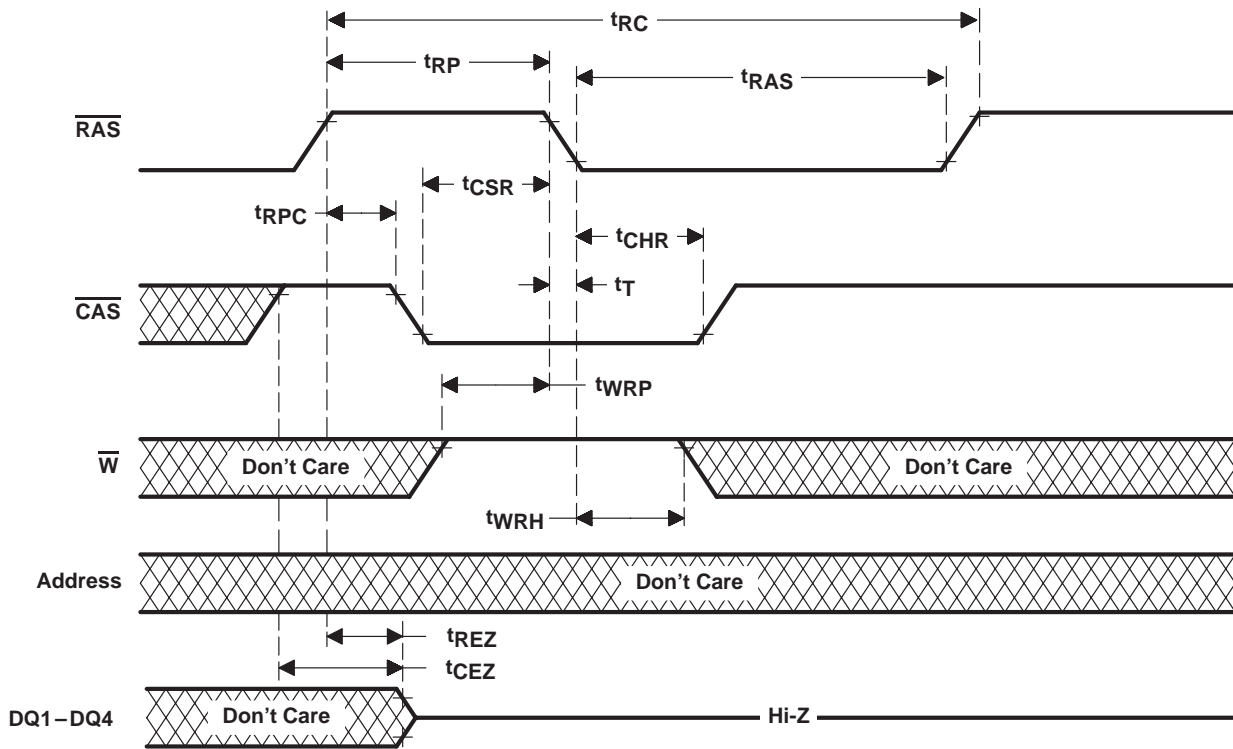 tRC
tRP
tRAS
RAS
tCSR
tRPC
tCHR
tT
CAS
tWRP
W
Don't Care
Don't Care
tWRH
Address
Don't Care
tREZ
tCEZ
DQ1–DQ4
Don't Care
Hi-Z